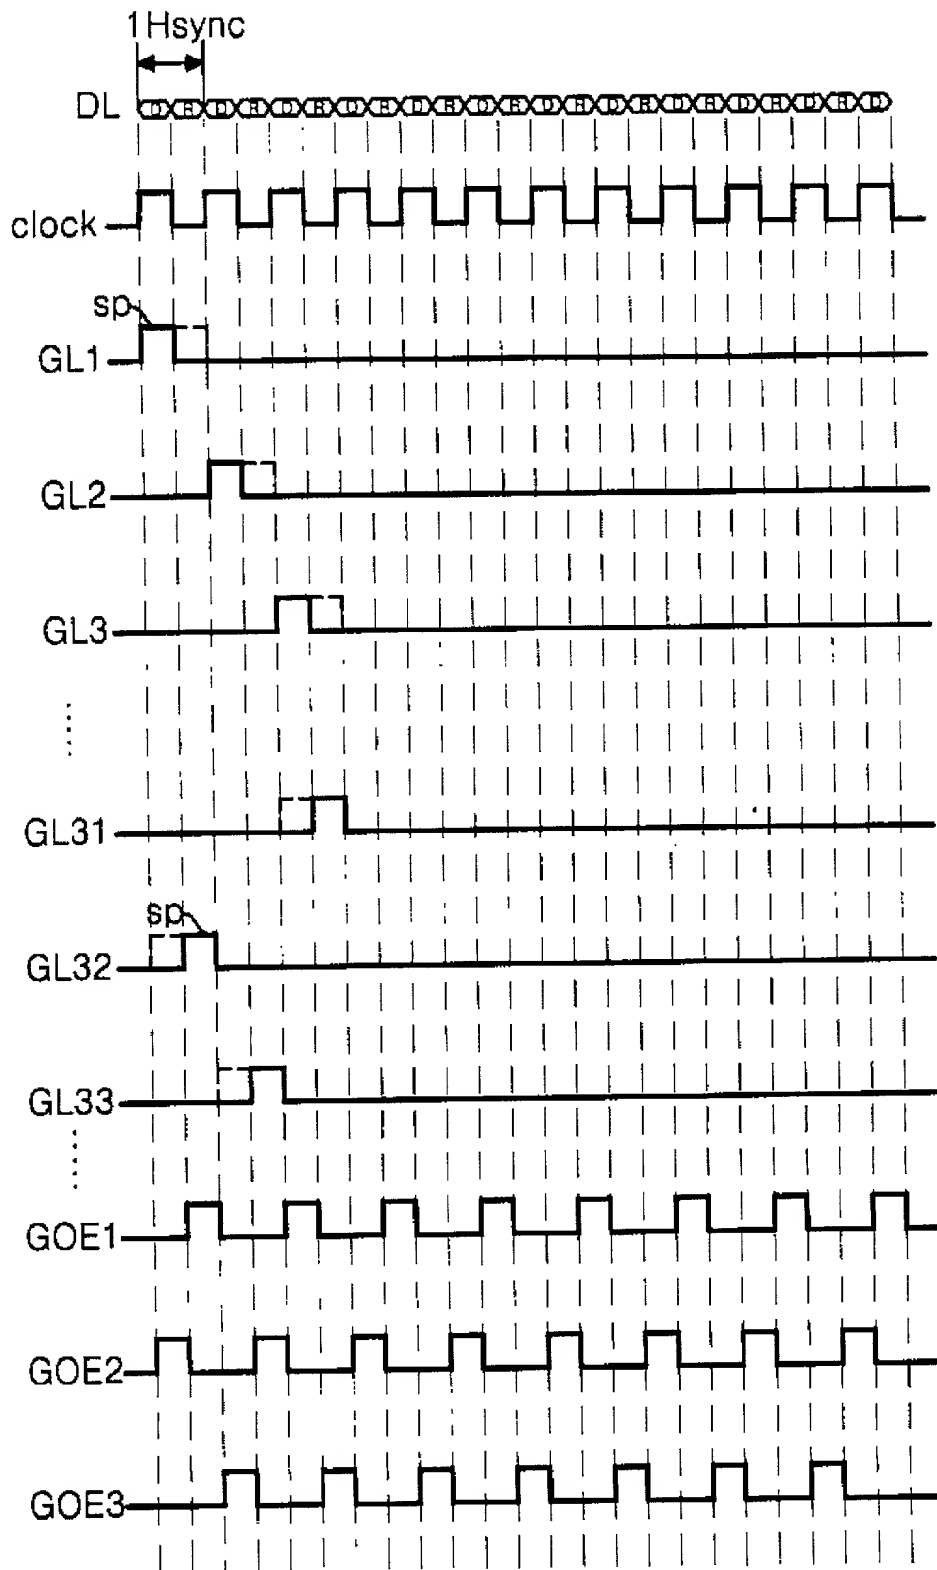 1Hsync
DL D R D R D R D R D R D R D R D R D R D R D R D
clock
sp
GL1
GL2
GL3
GL31
sp
GL32
GL33
GOE1
GOE2
GOE3